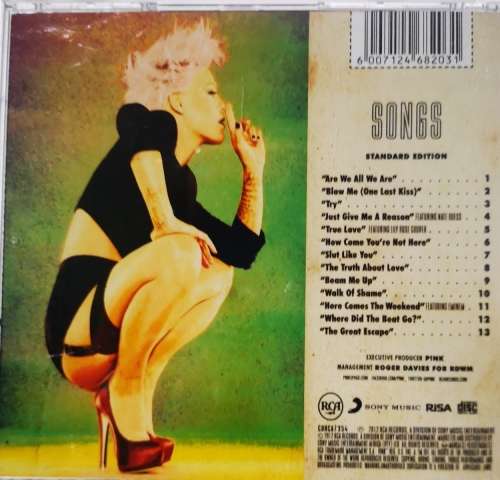 6007124682031
SONGS
STANDARD EDITION
"Are We All We Are" 1
"Blow Me (One Last Kiss)" 2
"Try" 3
"Just Give Me A Reason" FEATURING NATE RUESS 4
"True Love" FEATURING LILY ROSE COOPER 5
"How Come You're Not Here" 6
"Slut Like You" 7
"The Truth About Love" 8
"Beam Me Up" 9
"Walk Of Shame" 10
"Here Comes The Weekend" FEATURING EMINEM 11
"Where Did The Beat Go?" 12
"The Great Escape" 13
EXECUTIVE PRODUCER P!NK
MANAGEMENT ROGER DAVIES FOR RDWM
RCA SONY MUSIC RiSA disc
CDRCA7354